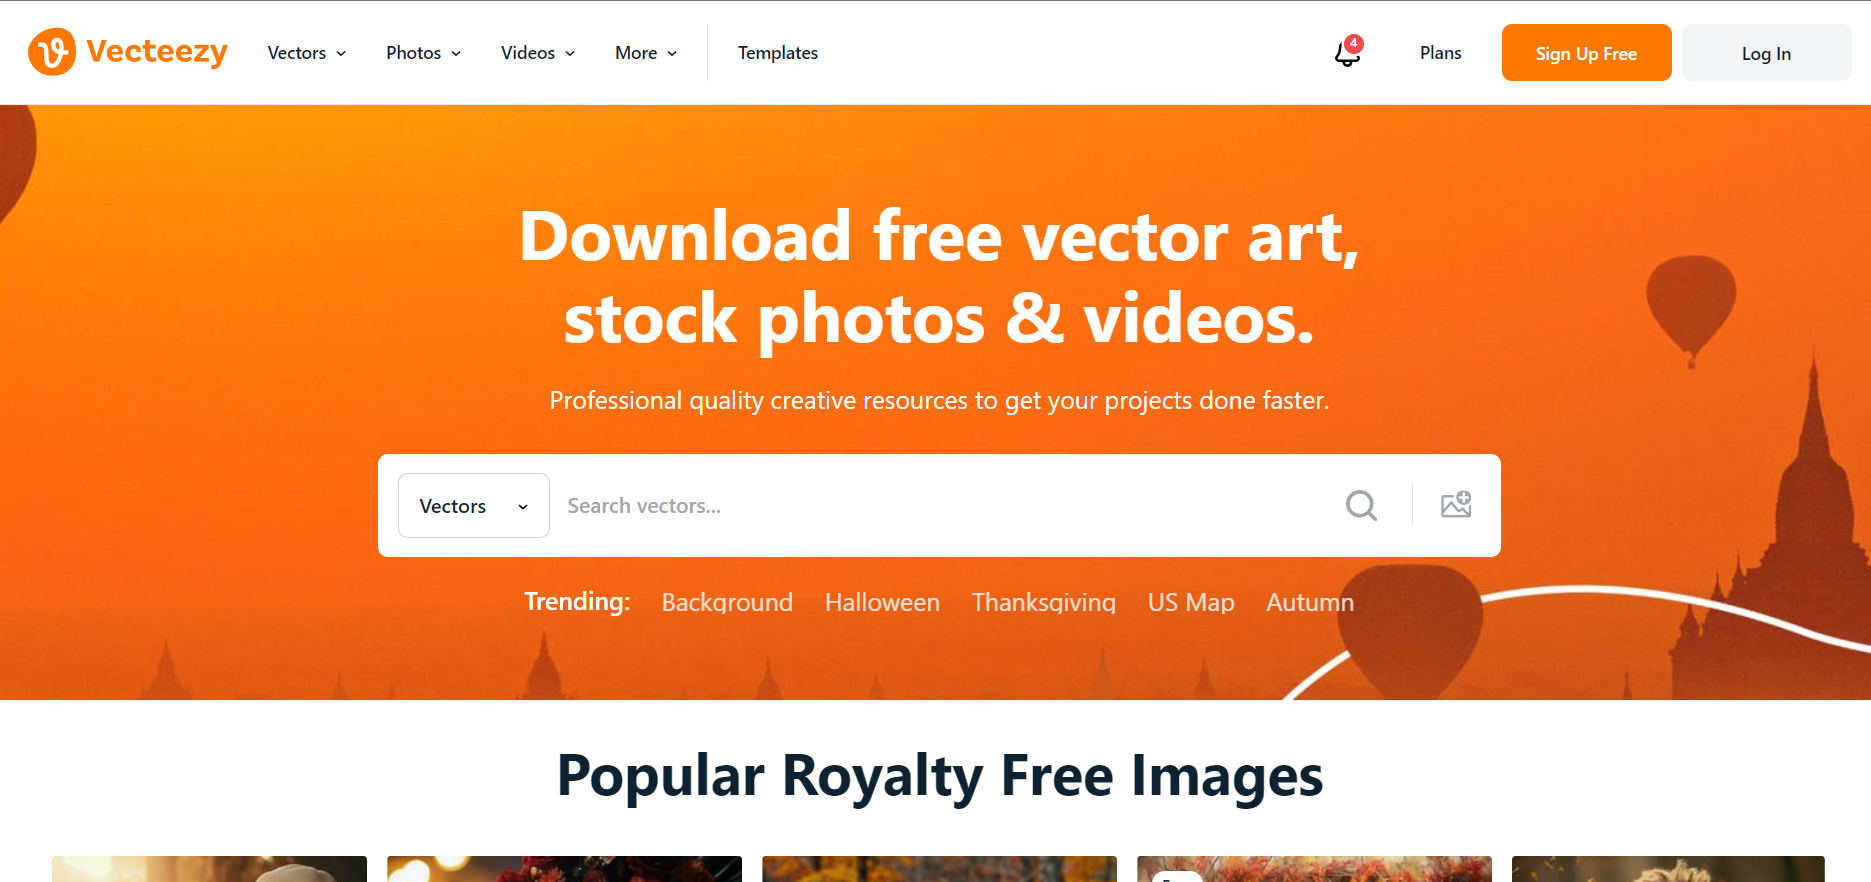 Vecteezy
Vectors
Photos
Videos
More
Templates
4
Plans
Sign Up Free
Log In
Download free vector art,
stock photos & videos.
Professional quality creative resources to get your projects done faster.
Vectors
Search vectors...
Trending: Background Halloween Thanksgiving US Map Autumn
Popular Royalty Free Images